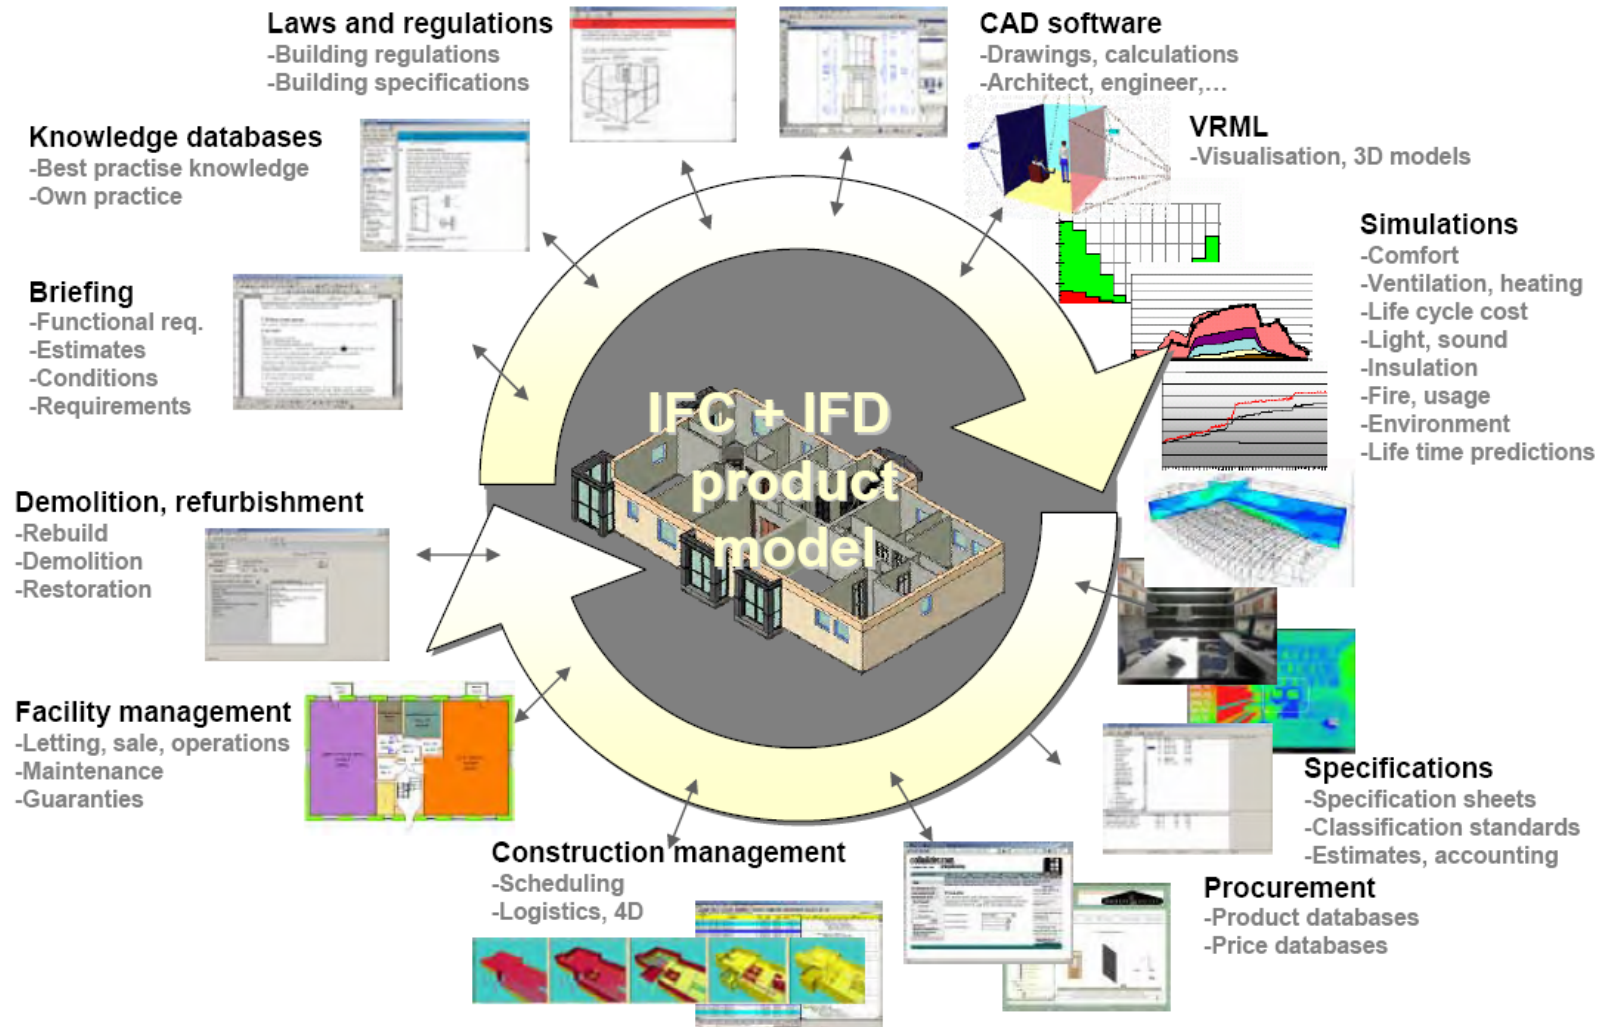 Laws and regulations
-Building regulations
-Building specifications
CAD software
-Drawings, calculations
-Architect, engineer,...
Knowledge databases
-Best practise knowledge
-Own practice
VRML
-Visualisation, 3D models
Simulations
-Comfort
-Ventilation, heating
-Life cycle cost
-Light, sound
-Insulation
-Fire, usage
-Environment
-Life time predictions
Briefing
-Functional req.
-Estimates
-Conditions
-Requirements
IFC + IFD
product
model
Demolition, refurbishment
-Rebuild
-Demolition
-Restoration
Facility management
-Letting, sale, operations
-Maintenance
-Guaranties
Specifications
-Specification sheets
-Classification standards
-Estimates, accounting
Construction management
-Scheduling
-Logistics, 4D
Procurement
-Product databases
-Price databases